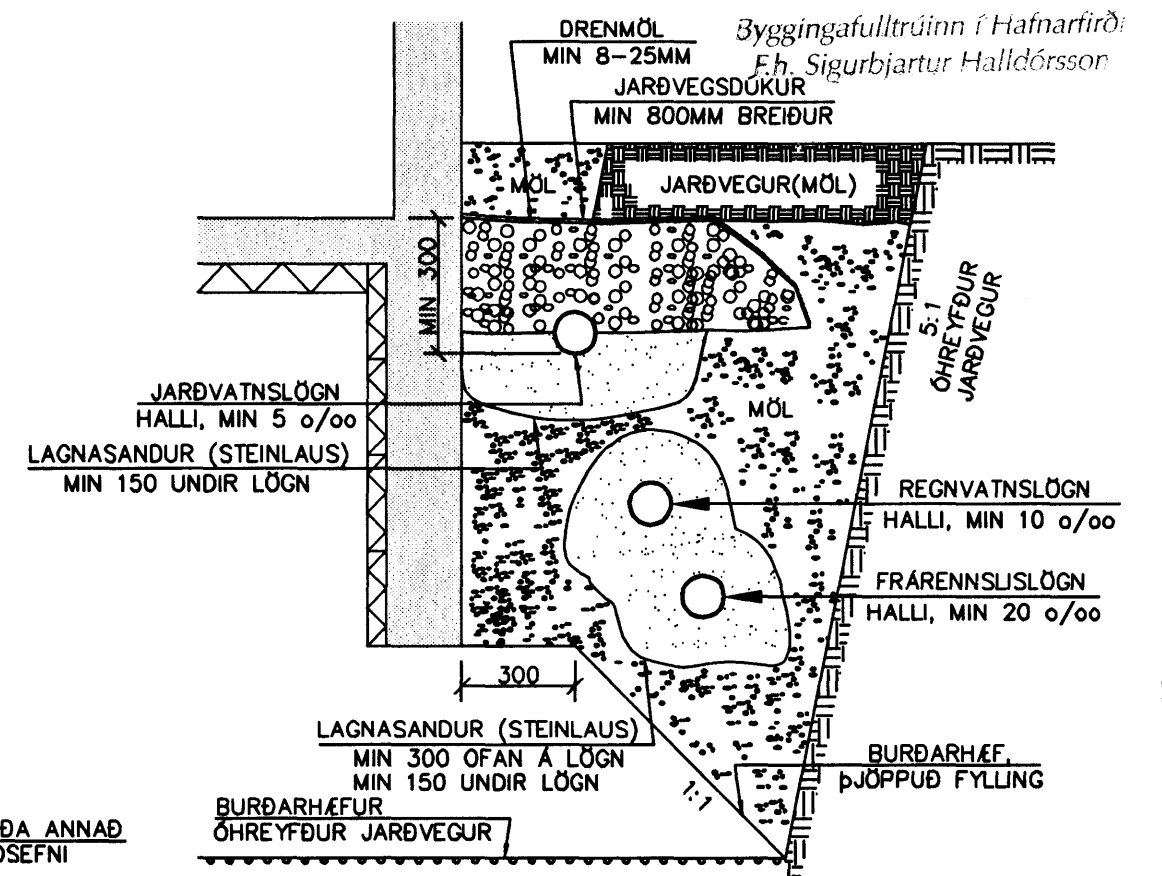 DRENMÖL
MIN 8-25MM
Byggingafulltrúinn í Hafnarfirði
F.h. Sigurbjartur Halldórsson
JARÐVEGSDÚKUR
MIN 800MM BREIÐUR
MÖL
JARÐVEGUR(MÖL)
MIN 300
5:1
ÓHREYFÐUR
JARÐVEGUR
JARÐVATNSLÖGN
HALLI, MIN 5 o/oo
MÖL
LAGNASANDUR (STEINLAUS)
MIN 150 UNDIR LÖGN
REGNVATNSLÖGN
HALLI, MIN 10 o/oo
FRÁRENNSLISLÖGN
HALLI, MIN 20 o/oo
300
LAGNASANDUR (STEINLAUS)
MIN 300 OFAN Á LÖGN
MIN 150 UNDIR LÖGN
1:1
BURÐARHÆF,
ÞJÖPPUÐ FYLLING
BURÐARHÆFUR
ÓHREYFÐUR JARÐVEGUR
ÐA ANNAÐ
OSEFNI